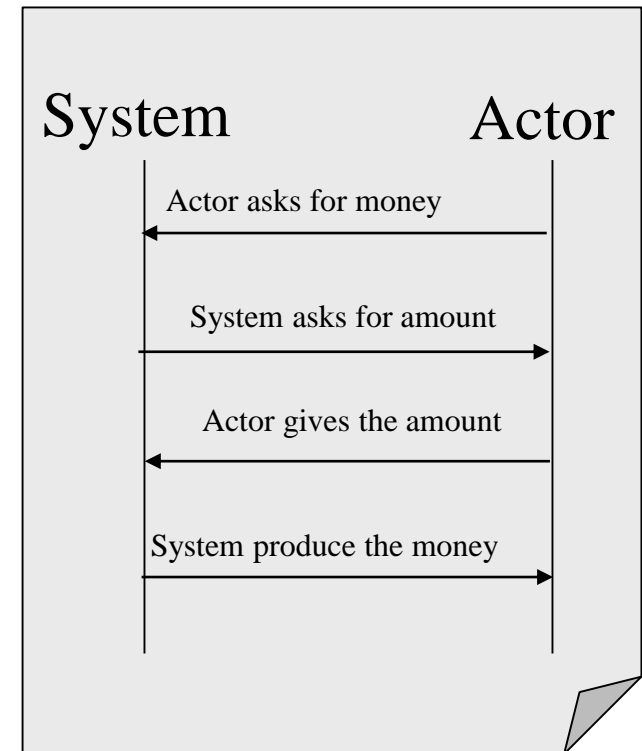 System Actor
Actor asks for money
System asks for amount
Actor gives the amount
System produce the money